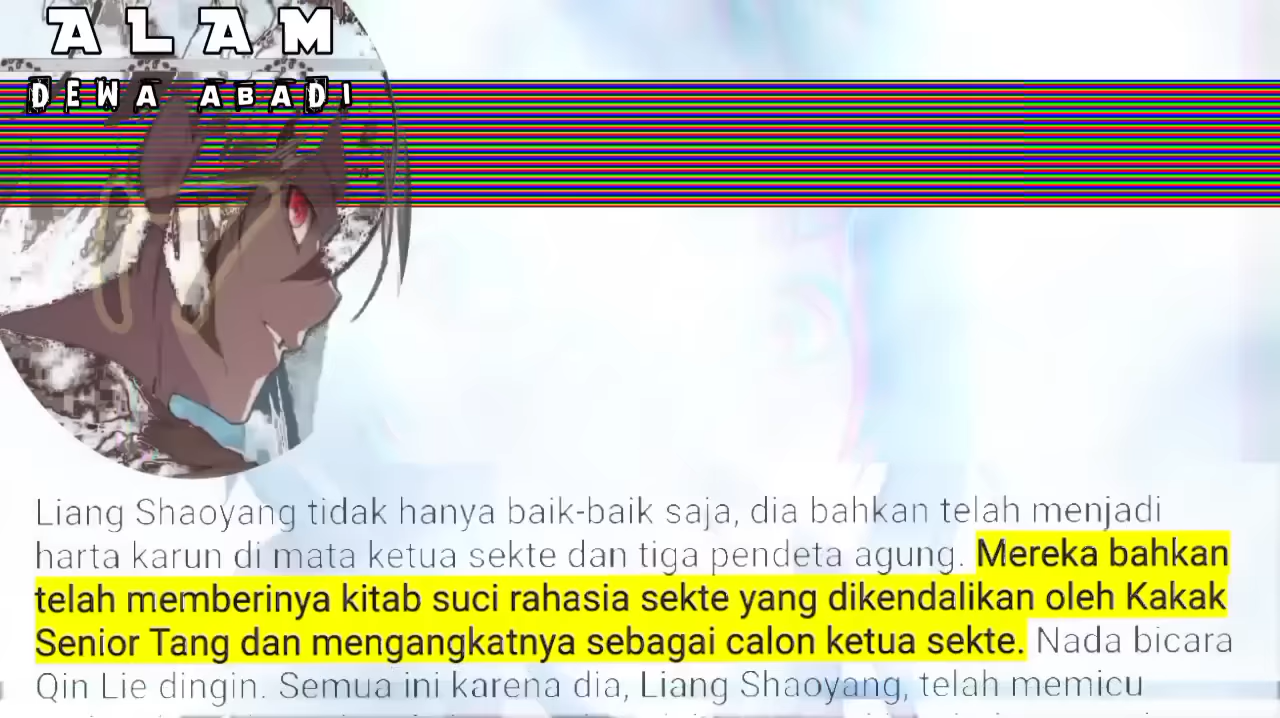 ALAM
DEWA ABADI
Liang Shaoyang tidak hanya baik-baik saja, dia bahkan telah menjadi
harta karun di mata ketua sekte dan tiga pendeta agung. Mereka bahkan
telah memberinya kitab suci rahasia sekte yang dikendalikan oleh Kakak
Senior Tang dan mengangkatnya sebagai calon ketua sekte. Nada bicara
Qin Lie dingin. Semua ini karena dia, Liang Shaoyang, telah memicu